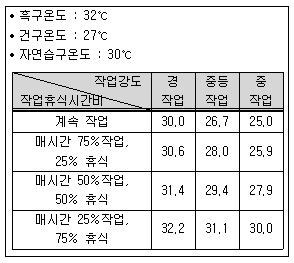 • 흑구온도 : 32℃
• 건구온도 : 27℃
• 자연습구온도 : 30℃
작업강도
작업휴식시간비
경
작업
중등
작업
중
작업
계속 작업 30.0 26.7 25.0
매시간 75%작업,
25% 휴식
30.6 28.0 25.9
매시간 50%작업,
50% 휴식
31.4 29.4 27.9
매시간 25%작업,
75% 휴식
32.2 31.1 30.0